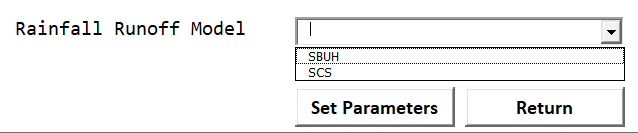 Rainfall Runoff Model
SBUH
SCS
Set Parameters Return